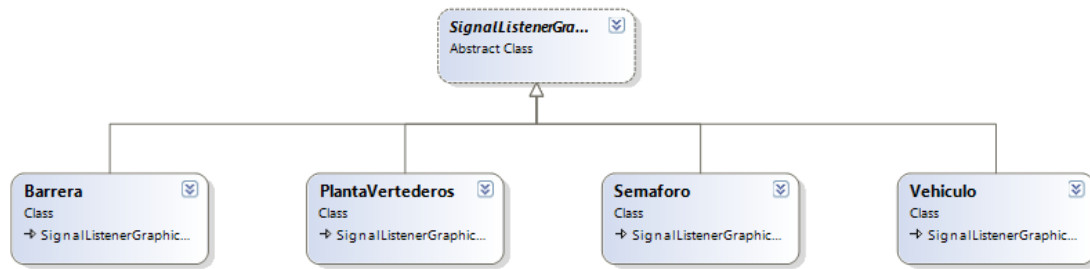 SignalListenerGra...
Abstract Class
Barrera
Class
SignalListenerGraphic...
PlantaVertederos
Class
SignalListenerGraphic...
Semaforo
Class
SignalListenerGraphic...
Vehiculo
Class
SignalListenerGraphic...